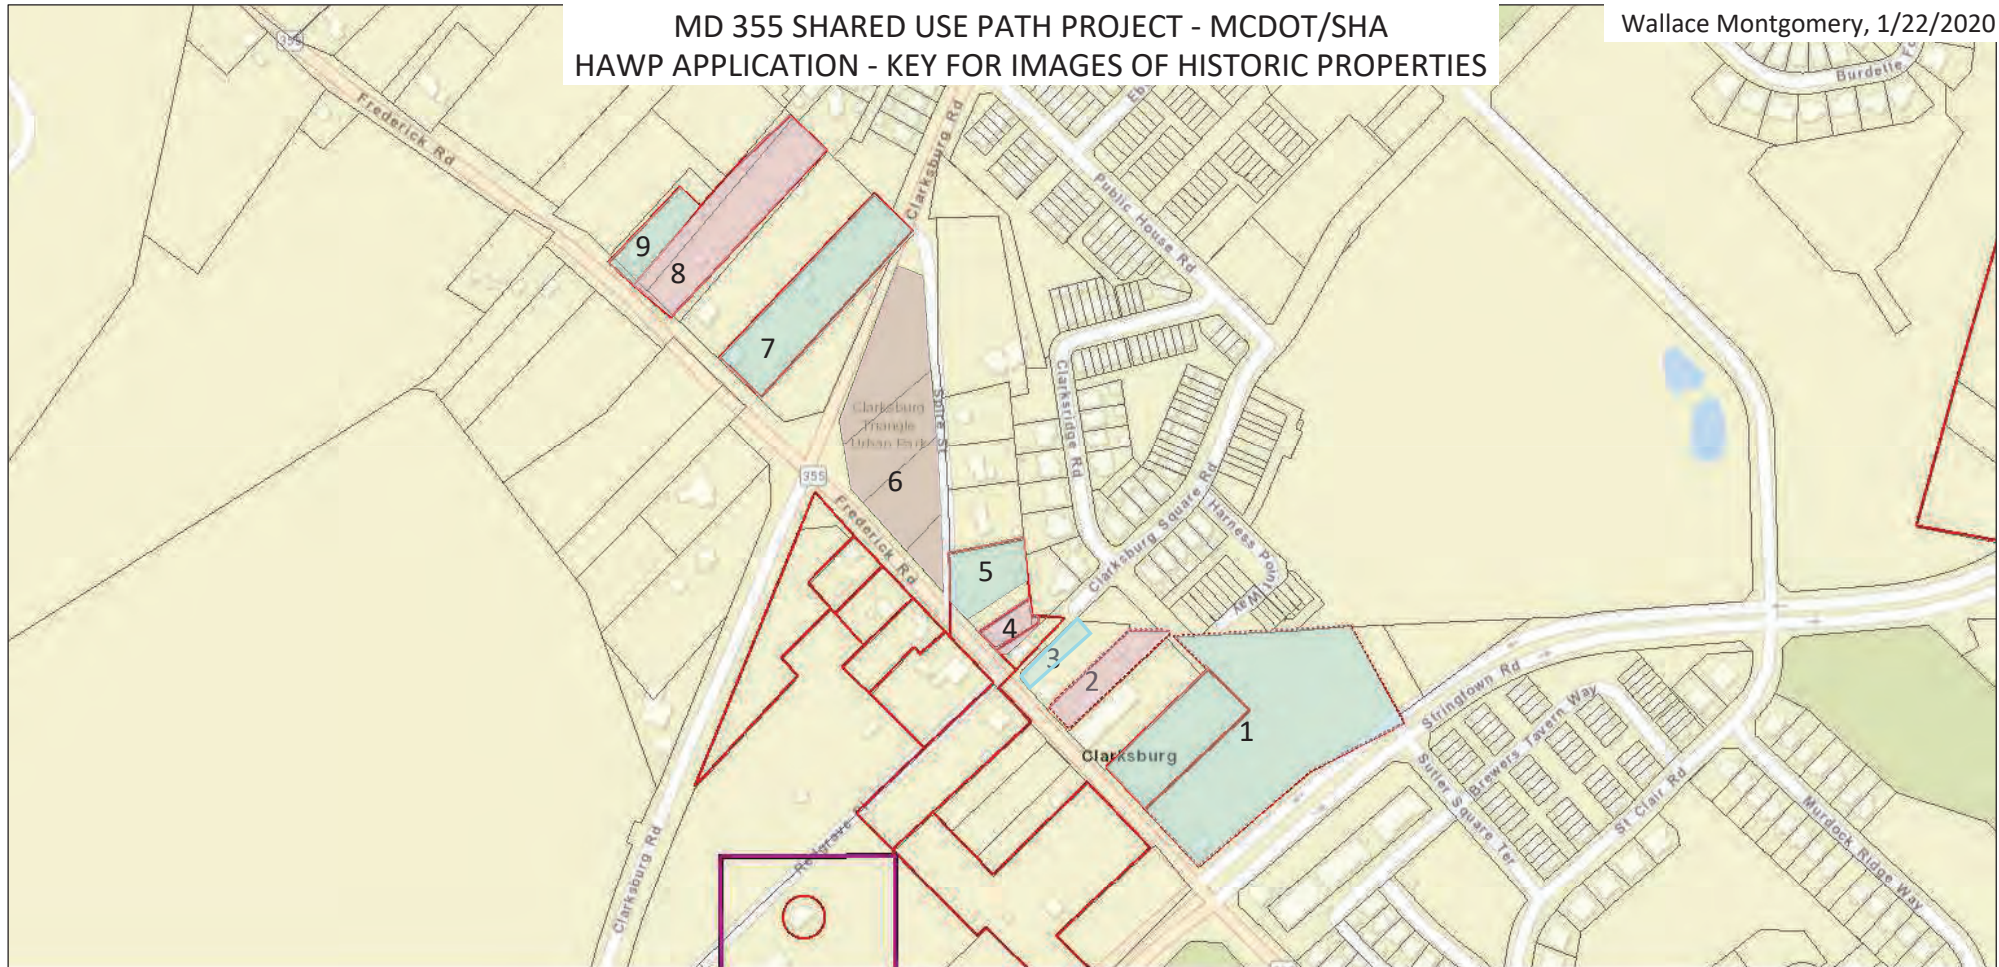 MD 355 SHARED USE PATH PROJECT - MCDOT/SHA
HAWP APPLICATION - KEY FOR IMAGES OF HISTORIC PROPERTIES
Wallace Montgomery, 1/22/2020
355
Burdette
Frederick Rd
Clarksburg Rd
Eb
Public House Rd
9
8
7
Clarksburg
Triangle
Urban Park
Spire St
Clarksridge Rd
6
355
Frederick Rd
Clarksburg Square Rd
Harness Point Way
5
4
3
2
1
Clarksburg
Stringtown Rd
Brewers Tavern Way
Sutler Square Ter
St Clair Rd
Murdock Ridge Way
Redgrave Pl
Clarksburg Rd